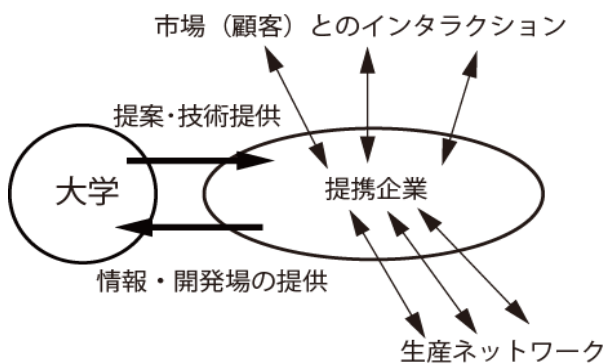 市場（顧客）とのインタラクション
提案・技術提供
大学
提携企業
情報・開発場の提供
生産ネットワーク